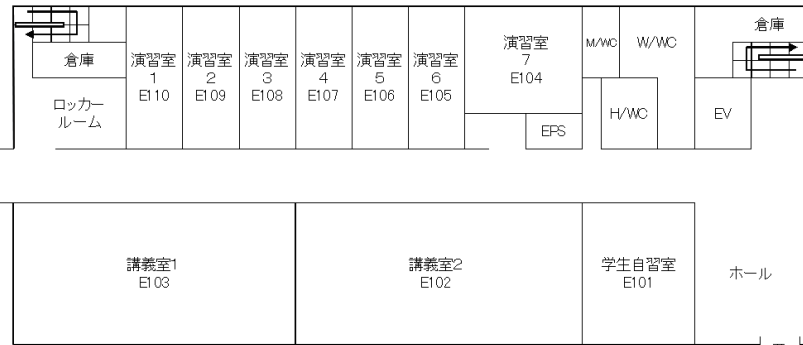 倉庫
演習室
1
E110
演習室
2
E109
演習室
3
E108
演習室
4
E107
演習室
5
E106
演習室
6
E105
演習室
7
E104
M/WC
W/WC
倉庫
ロッカー
ルーム
EPS
H/WC
EV
講義室1
E103
講義室2
E102
学生自習室
E101
ホール